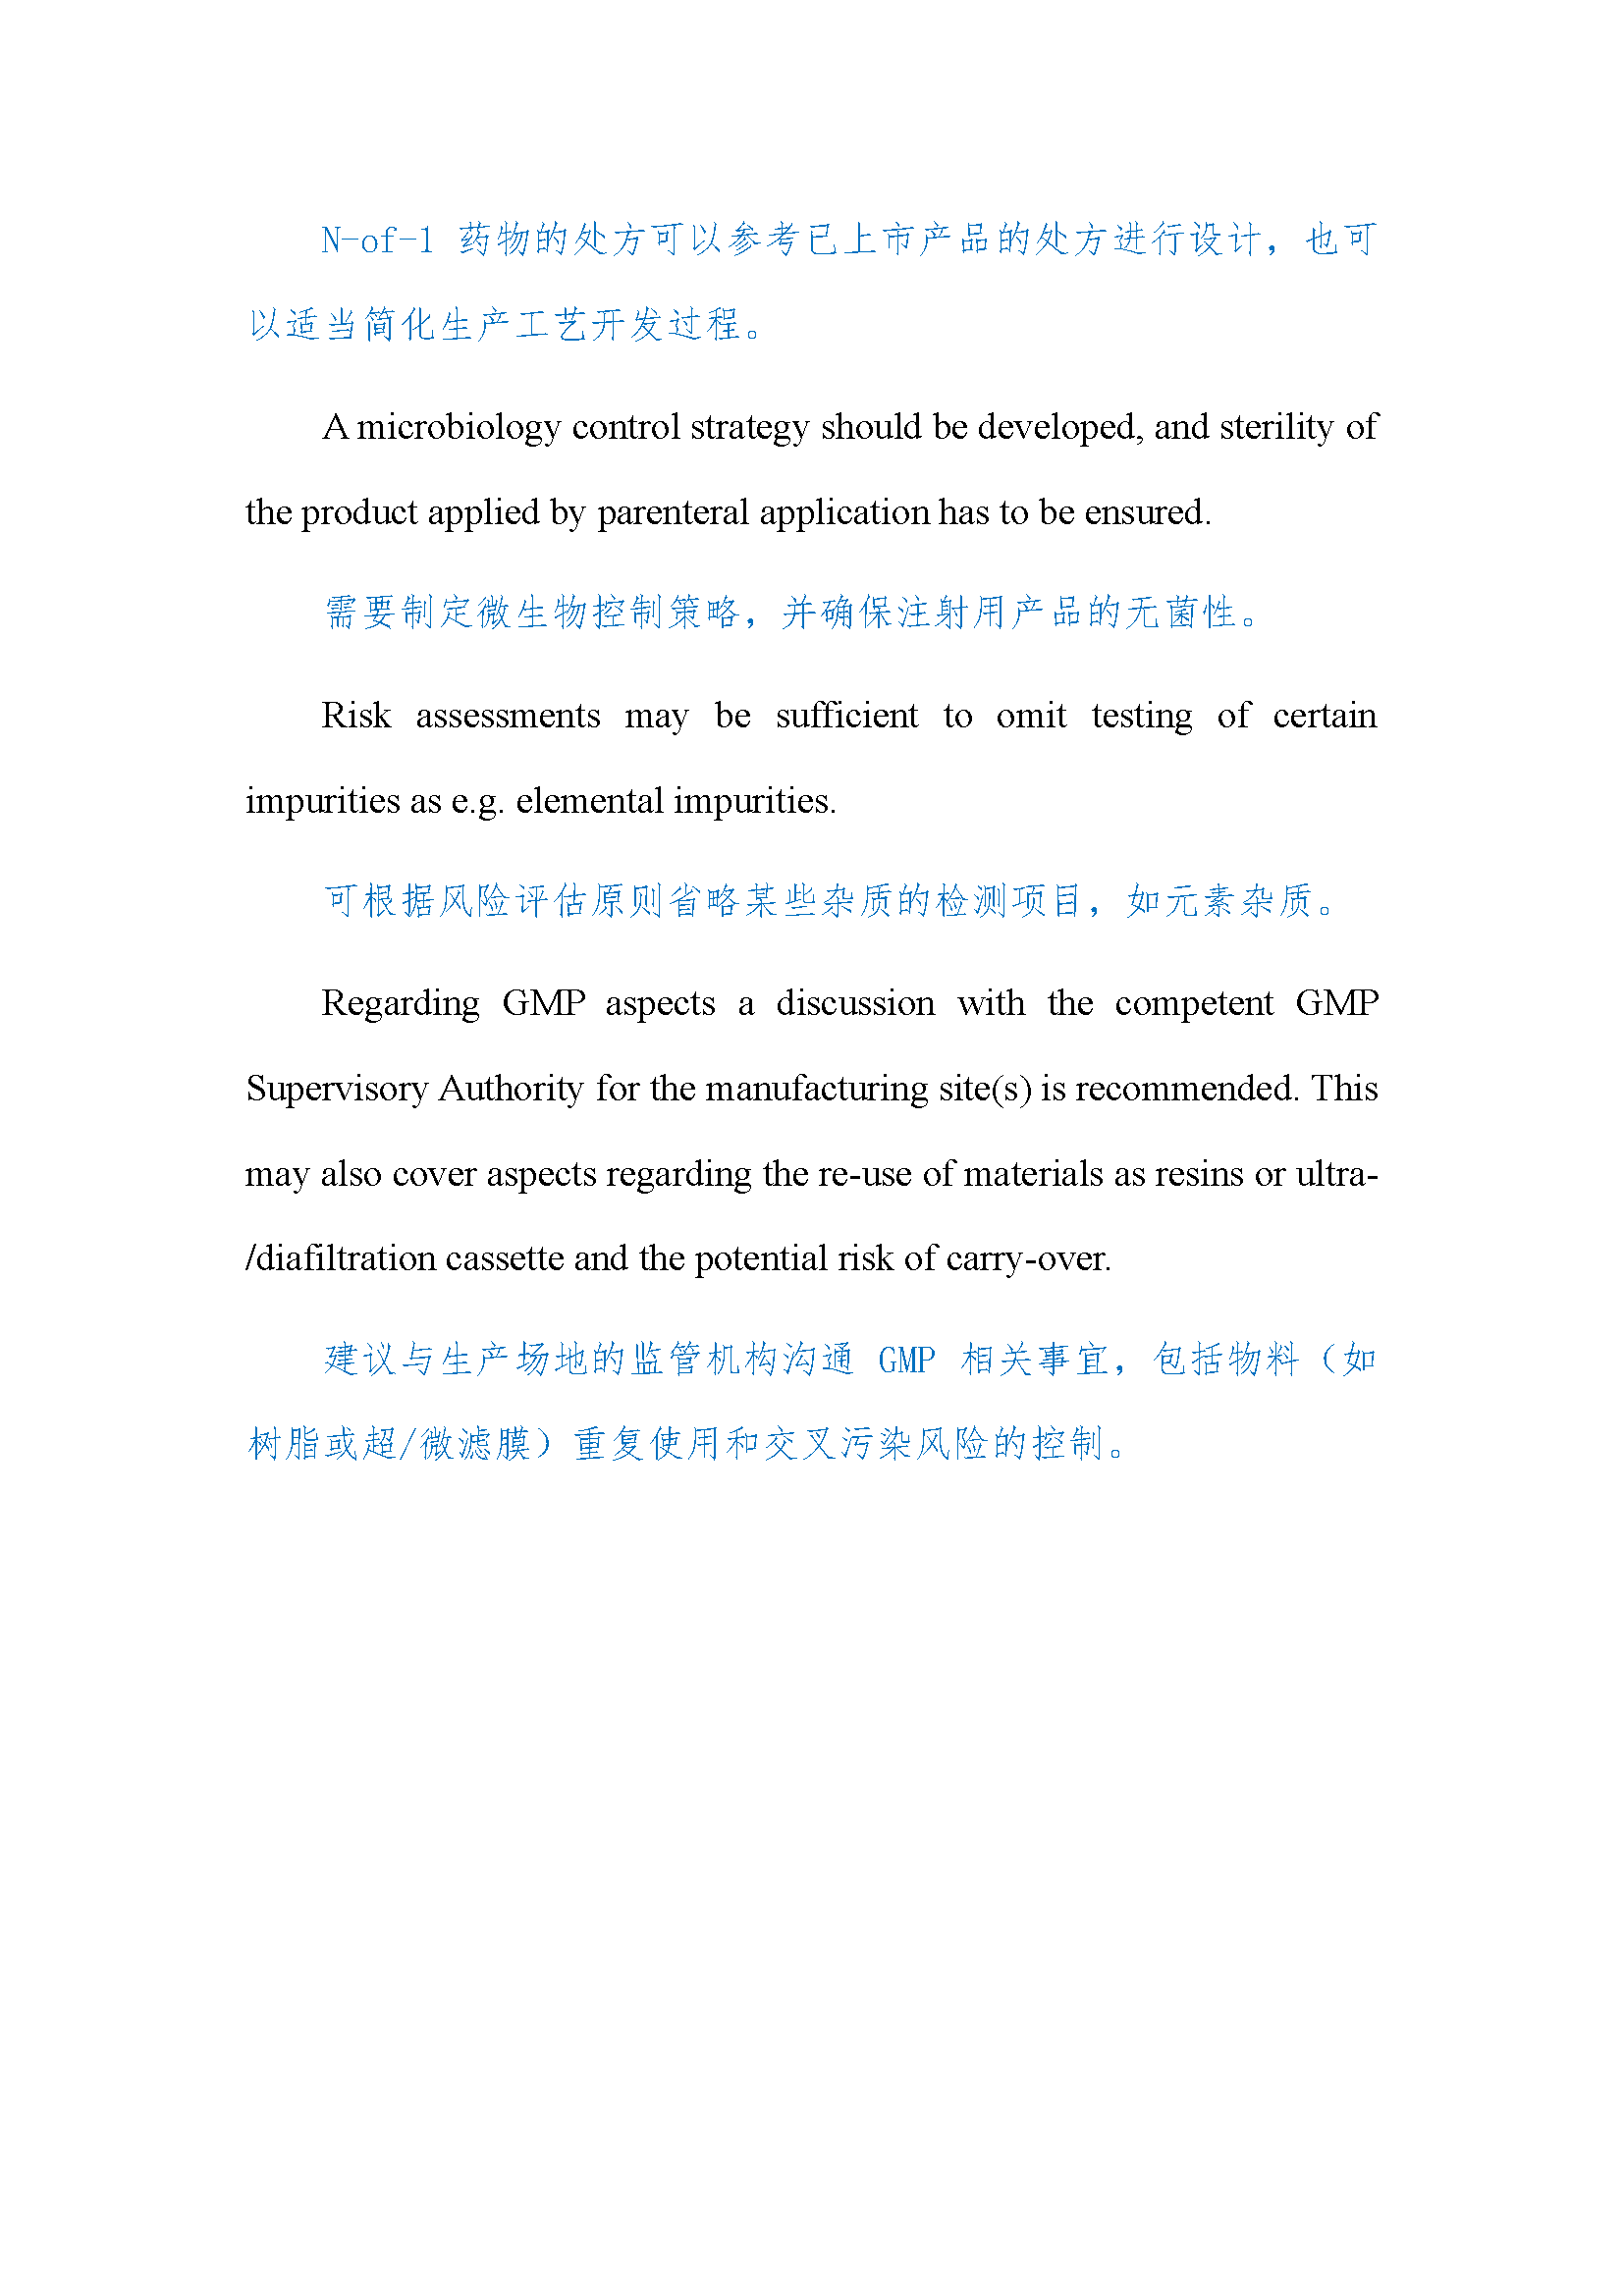 N-of-1 药物的处方可以参考已上市产品的处方进行设计，也可
以适当简化生产工艺开发过程。
A microbiology control strategy should be developed, and sterility of
the product applied by parenteral application has to be ensured.
需要制定微生物控制策略，并确保注射用产品的无菌性。
Risk assessments may be sufficient to omit testing of certain
impurities as e.g. elemental impurities.
可根据风险评估原则省略某些杂质的检测项目，如元素杂质。
Regarding GMP aspects a discussion with the competent GMP
Supervisory Authority for the manufacturing site(s) is recommended. This
may also cover aspects regarding the re-use of materials as resins or ultra-
/diafiltration cassette and the potential risk of carry-over.
建议与生产场地的监管机构沟通 GMP 相关事宜，包括物料（如
树脂或超/微滤膜）重复使用和交叉污染风险的控制。